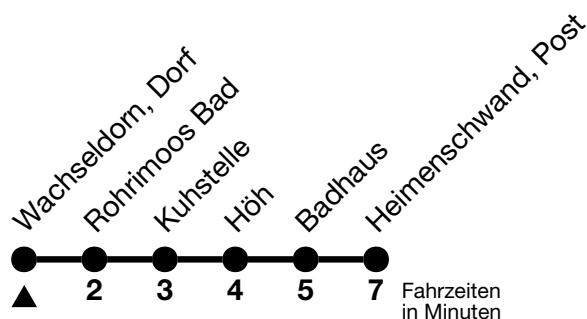 Wachseldorn, Dorf
Rohrimoos Bad
Kuhstelle
Höh
Badhaus
Heimenschwand, Post
2 3 4 5 7 Fahrzeiten
in Minuten